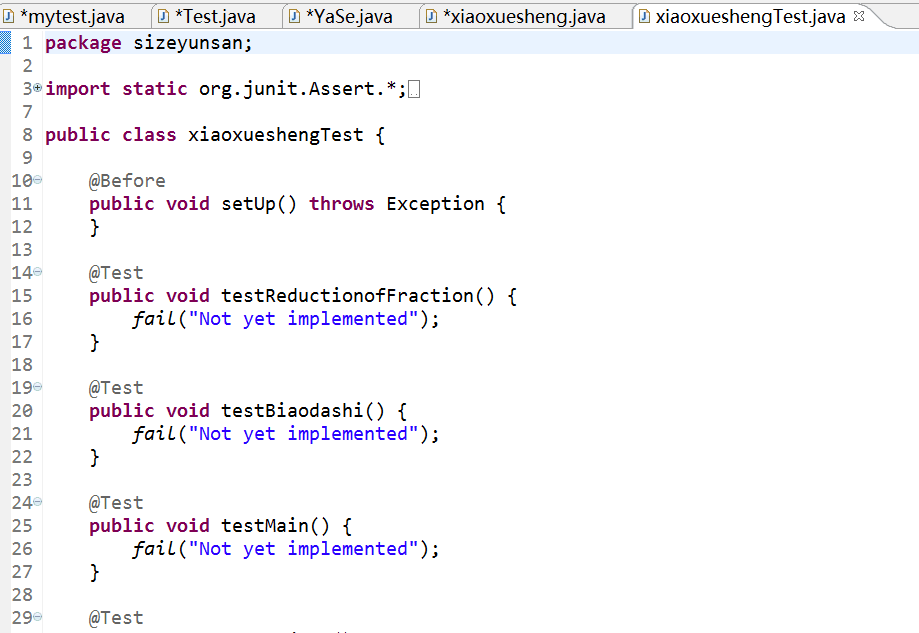 *mytest.java *Test.java *YaSe.java *xiaoxuesheng.java xiaoxueshengTest.java
1 package sizeyunsan;
2
3 import static org.junit.Assert.*;
7
8 public class xiaoxueshengTest {
9
10 @Before
11 public void setUp() throws Exception {
12 }
13
14 @Test
15 public void testReductionofFraction() {
16 fail("Not yet implemented");
17 }
18
19 @Test
20 public void testBiaodashi() {
21 fail("Not yet implemented");
22 }
23
24 @Test
25 public void testMain() {
26 fail("Not yet implemented");
27 }
28
29 @Test